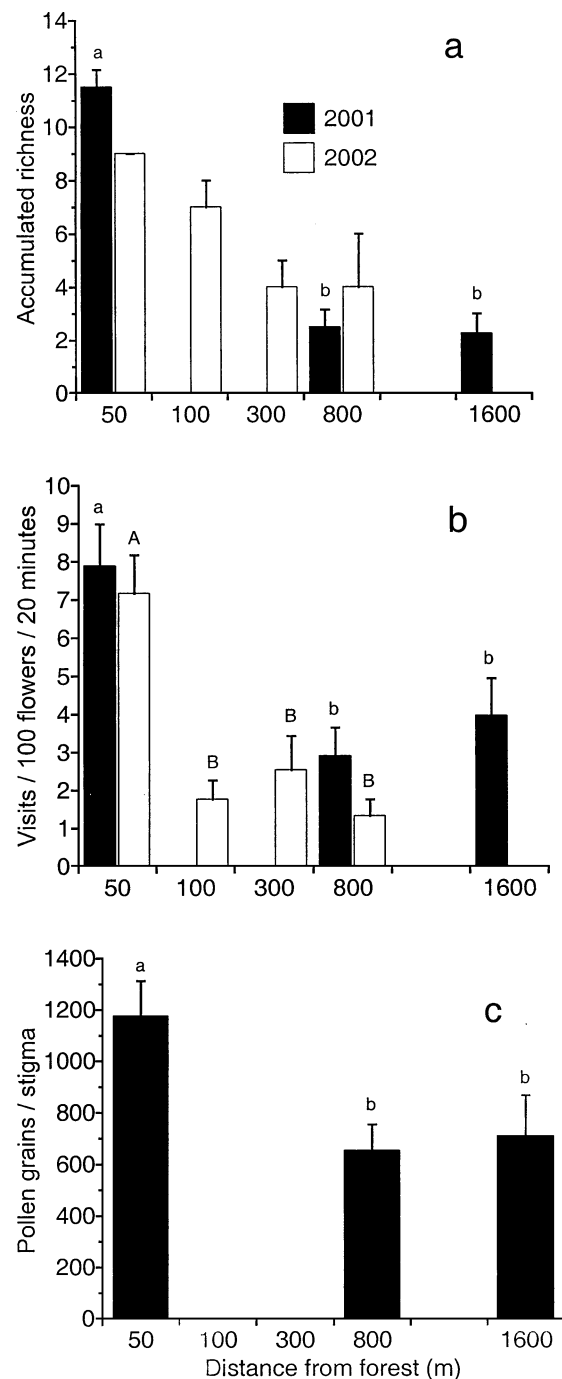 a
14
12
10
8
6
4
2
0
Accumulated richness
a
b
b
2001
2002
50 100 300 800 1600
b
10
9
8
7
6
5
4
3
2
1
0
Visits / 100 flowers / 20 minutes
a
A
B
B
b
B
b
50 100 300 800 1600
c
1400
1200
1000
800
600
400
200
0
Pollen grains / stigma
a
b
b
50 100 300 800 1600
Distance from forest (m)